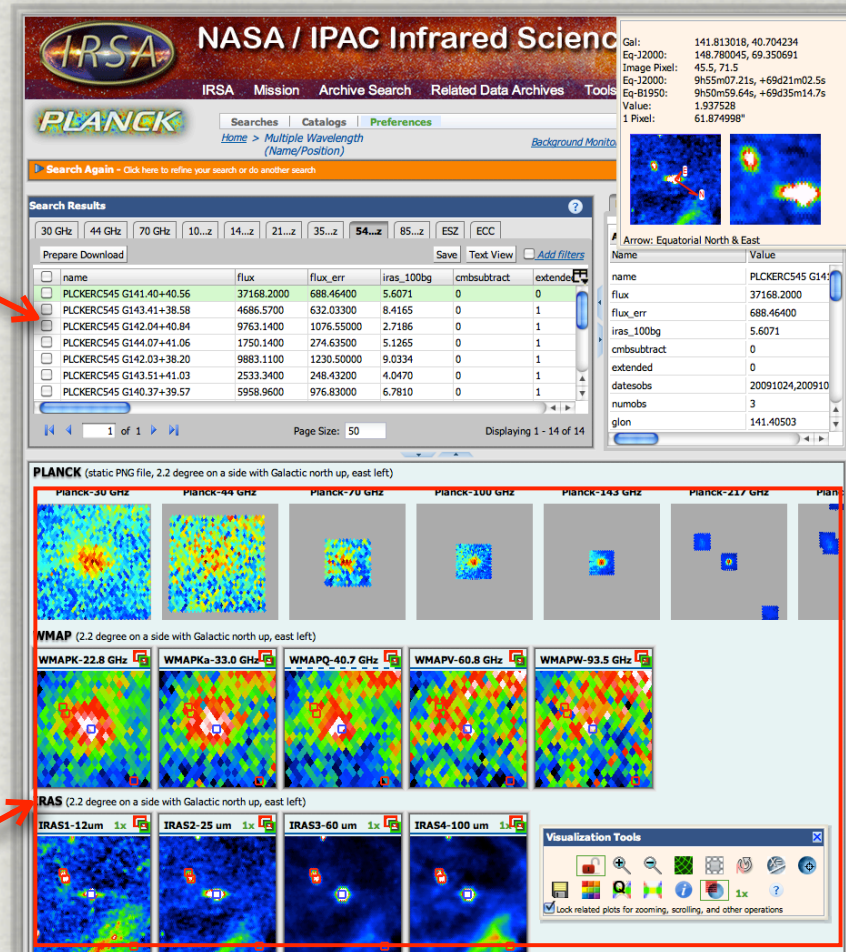 IRSA
NASA / IPAC Infrared Scienc
IRSA Mission Archive Search Related Data Archives Tools
PLANCK
Searches | Catalogs | Preferences
Home > Multiple Wavelength
(Name/Position)
Background Monito
Search Again - Click here to refine your search or do another search
Gal: 141.813018, 40.704234
Eq-J2000: 148.780045, 69.350691
Image Pixel: 45.5, 71.5
Eq-J2000: 9h55m07.21s, +69d21m02.5s
Eq-B1950: 9h50m59.64s, +69d35m14.7s
Value: 1.937528
1 Pixel: 61.874998"
E
N
Arrow: Equatorial North & East
Search Results ?
30 GHz 44 GHz 70 GHz 10...z 14...z 21...z 35...z 54...z 85...z ESZ ECC
Prepare Download Save Text View Add filters
name flux flux_err iras_100bg cmbsubtract extende
PLCKERC545 G141.40+40.56 37168.2000 688.46400 5.6071 0 0
PLCKERC545 G143.41+38.58 4686.5700 632.03300 8.4165 0 1
PLCKERC545 G142.04+40.84 9763.1400 1076.55000 2.7186 0 1
PLCKERC545 G144.07+41.06 1750.1400 274.63500 5.1265 0 1
PLCKERC545 G142.03+38.20 9883.1100 1230.50000 9.0334 0 1
PLCKERC545 G143.51+41.03 2533.3400 248.43200 4.0470 0 1
PLCKERC545 G140.37+39.57 5958.9600 976.83000 6.7810 0 1
1 of 1 Page Size: 50 Displaying 1 - 14 of 14
Name Value
name PLCKERC545 G141
flux 37168.2000
flux_err 688.46400
iras_100bg 5.6071
cmbsubtract 0
extended 0
datesobs 20091024,200910
numobs 3
glon 141.40503
PLANCK (static PNG file, 2.2 degree on a side with Galactic north up, east left)
Planck-30 GHz Planck-44 GHz Planck-70 GHz Planck-100 GHz Planck-143 GHz Planck-217 GHz Planc
WMAP (2.2 degree on a side with Galactic north up, east left)
WMAPK-22.8 GHz WMAPKa-33.0 GHz WMAPQ-40.7 GHz WMAPV-60.8 GHz WMAPW-93.5 GHz
IRAS (2.2 degree on a side with Galactic north up, east left)
IRAS1-12um 1x IRAS2-25 um 1x IRAS3-60 um 1x IRAS4-100 um 1x
Visualization Tools
1x
Lock related plots for zooming, scrolling, and other operations